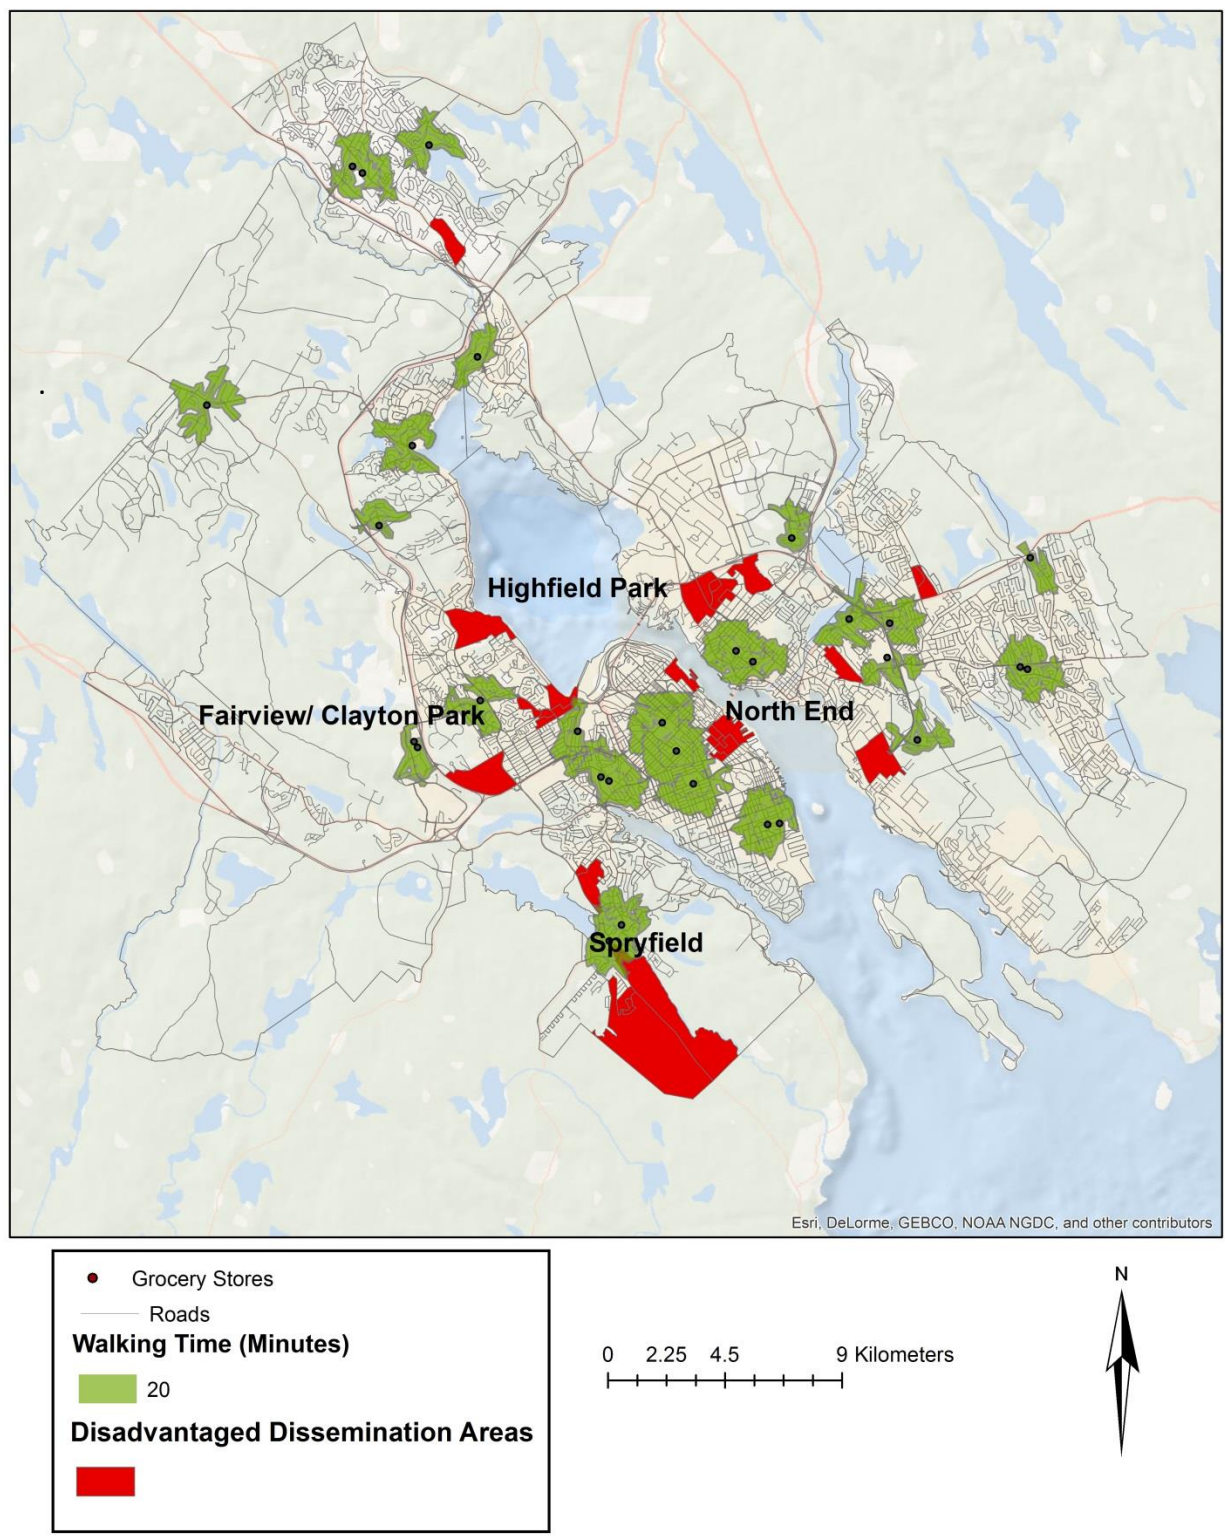 Highfield Park
Fairview/ Clayton Park
North End
Spryfield
Esri, DeLorme, GEBCO, NOAA NGDC, and other contributors
Grocery Stores
Roads
Walking Time (Minutes)
20
Disadvantaged Dissemination Areas
0 2.25 4.5 9 Kilometers
N